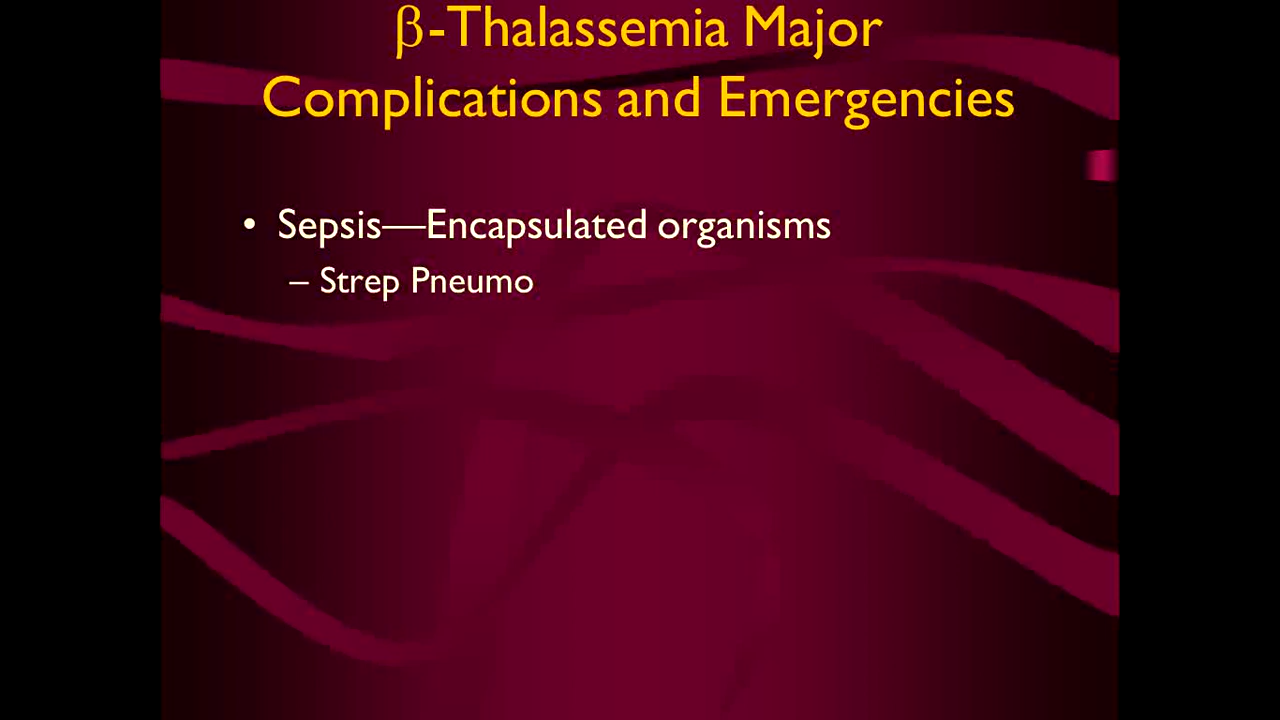 β-Thalassemia Major
Complications and Emergencies
• Sepsis—Encapsulated organisms
– Strep Pneumo